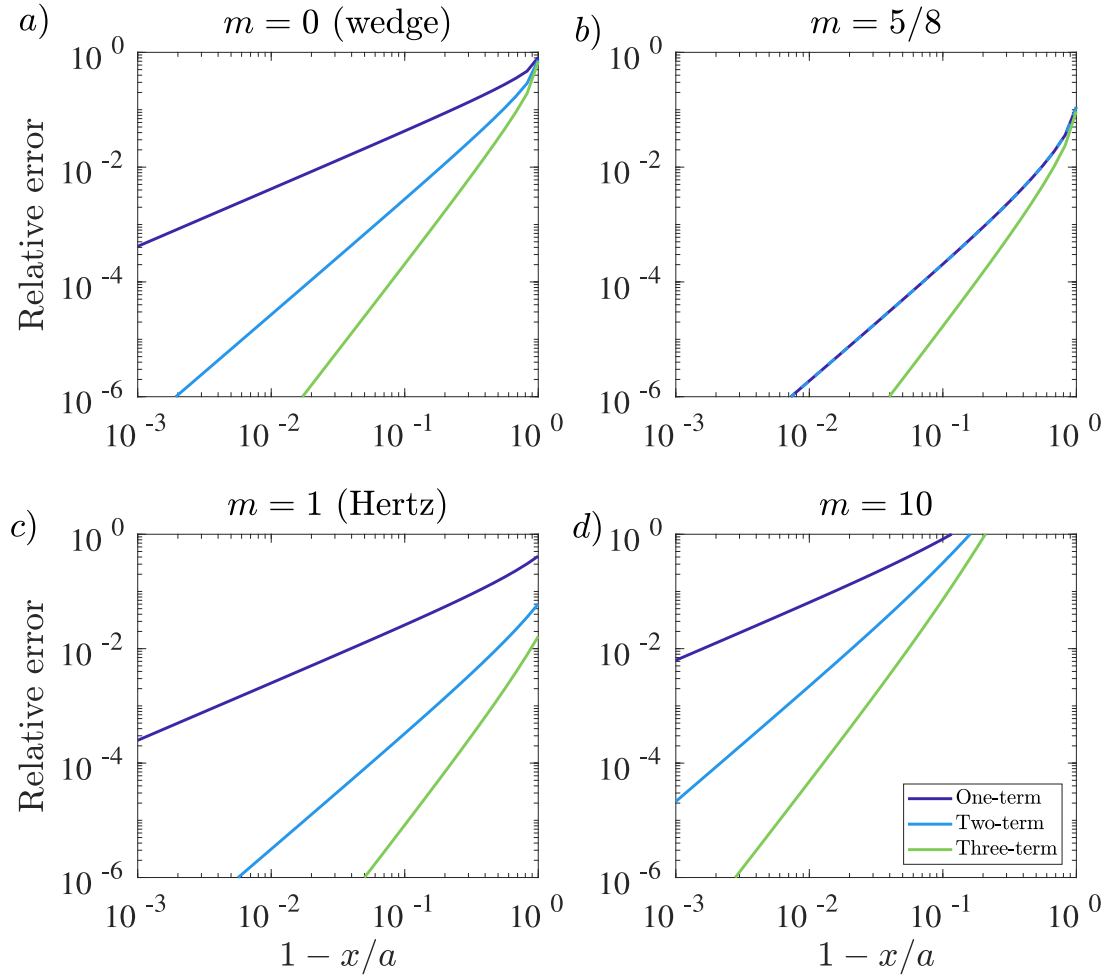 a) m = 0 (wedge)
b) m = 5/8
Relative error
10^0
10^-2
10^-4
10^-6
10^-3 10^-2 10^-1 10^0
10^0
10^-2
10^-4
10^-6
10^-3 10^-2 10^-1 10^0
c) m = 1 (Hertz)
d) m = 10
Relative error
10^0
10^-2
10^-4
10^-6
10^-3 10^-2 10^-1 10^0
1 − x/a
10^0
10^-2
10^-4
10^-6
One-term
Two-term
Three-term
10^-3 10^-2 10^-1 10^0
1 − x/a